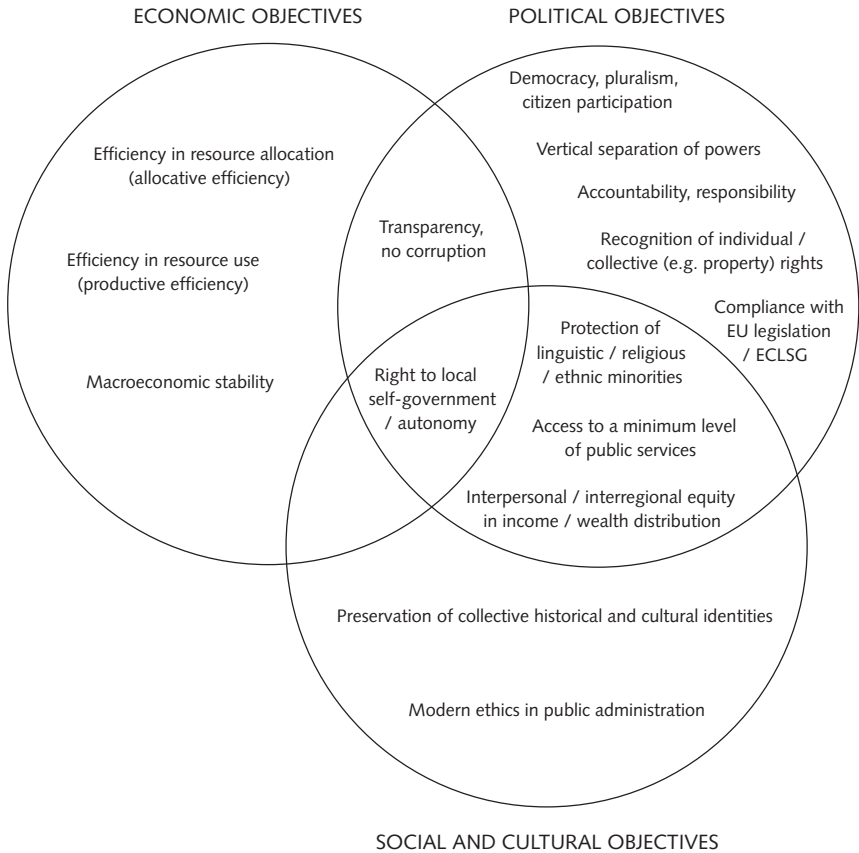 ECONOMIC OBJECTIVES
POLITICAL OBJECTIVES
Democracy, pluralism,
citizen participation
Efficiency in resource allocation
(allocative efficiency)
Vertical separation of powers
Accountability, responsibility
Transparency,
no corruption
Recognition of individual /
collective (e.g. property) rights
Efficiency in resource use
(productive efficiency)
Compliance with
EU legislation
/ ECLSG
Protection of
linguistic / religious
/ ethnic minorities
Macroeconomic stability
Right to local
self-government
/ autonomy
Access to a minimum level
of public services
Interpersonal / interregional equity
in income / wealth distribution
Preservation of collective historical and cultural identities
Modern ethics in public administration
SOCIAL AND CULTURAL OBJECTIVES